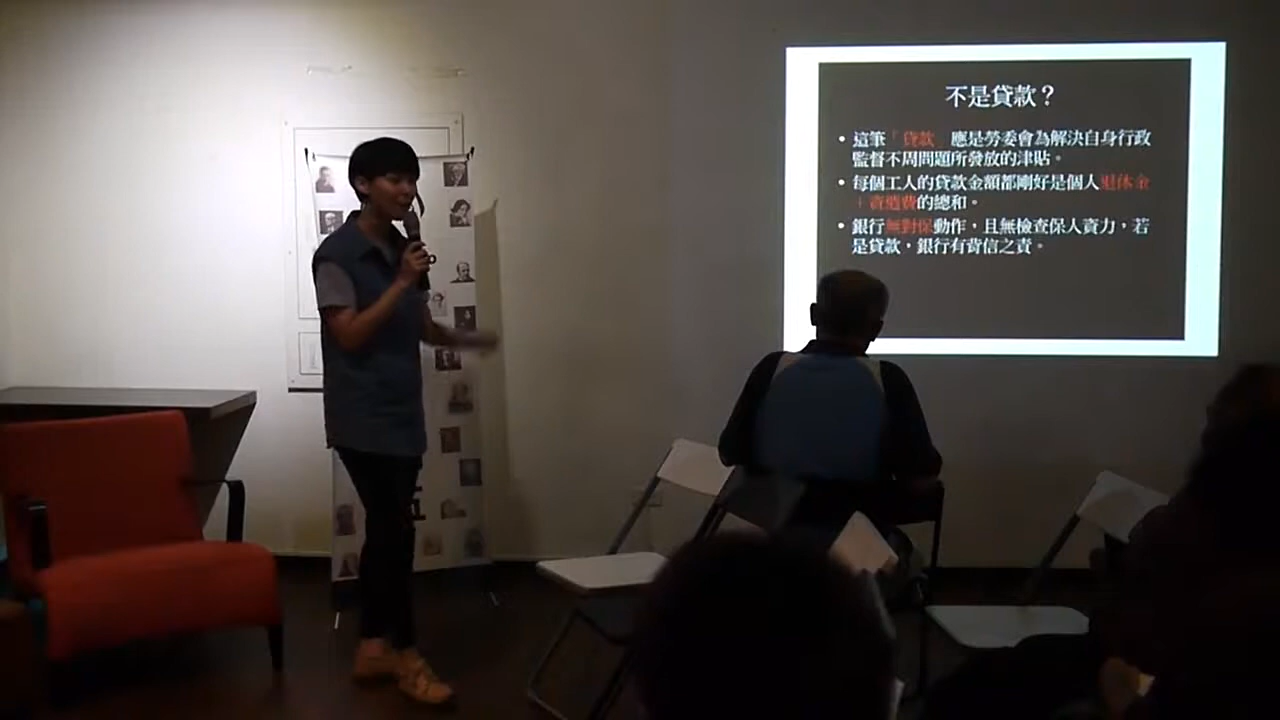 不是貸款？
• 這筆「貸款」應是勞委會為解決自身行政
監督不周問題所發放的津貼。
• 每個工人的貸款金額都剛好是個人退休金
＋資遣費的總和。
• 銀行無對保動作，且無檢查保人資力，若
是貸款，銀行有背信之責。